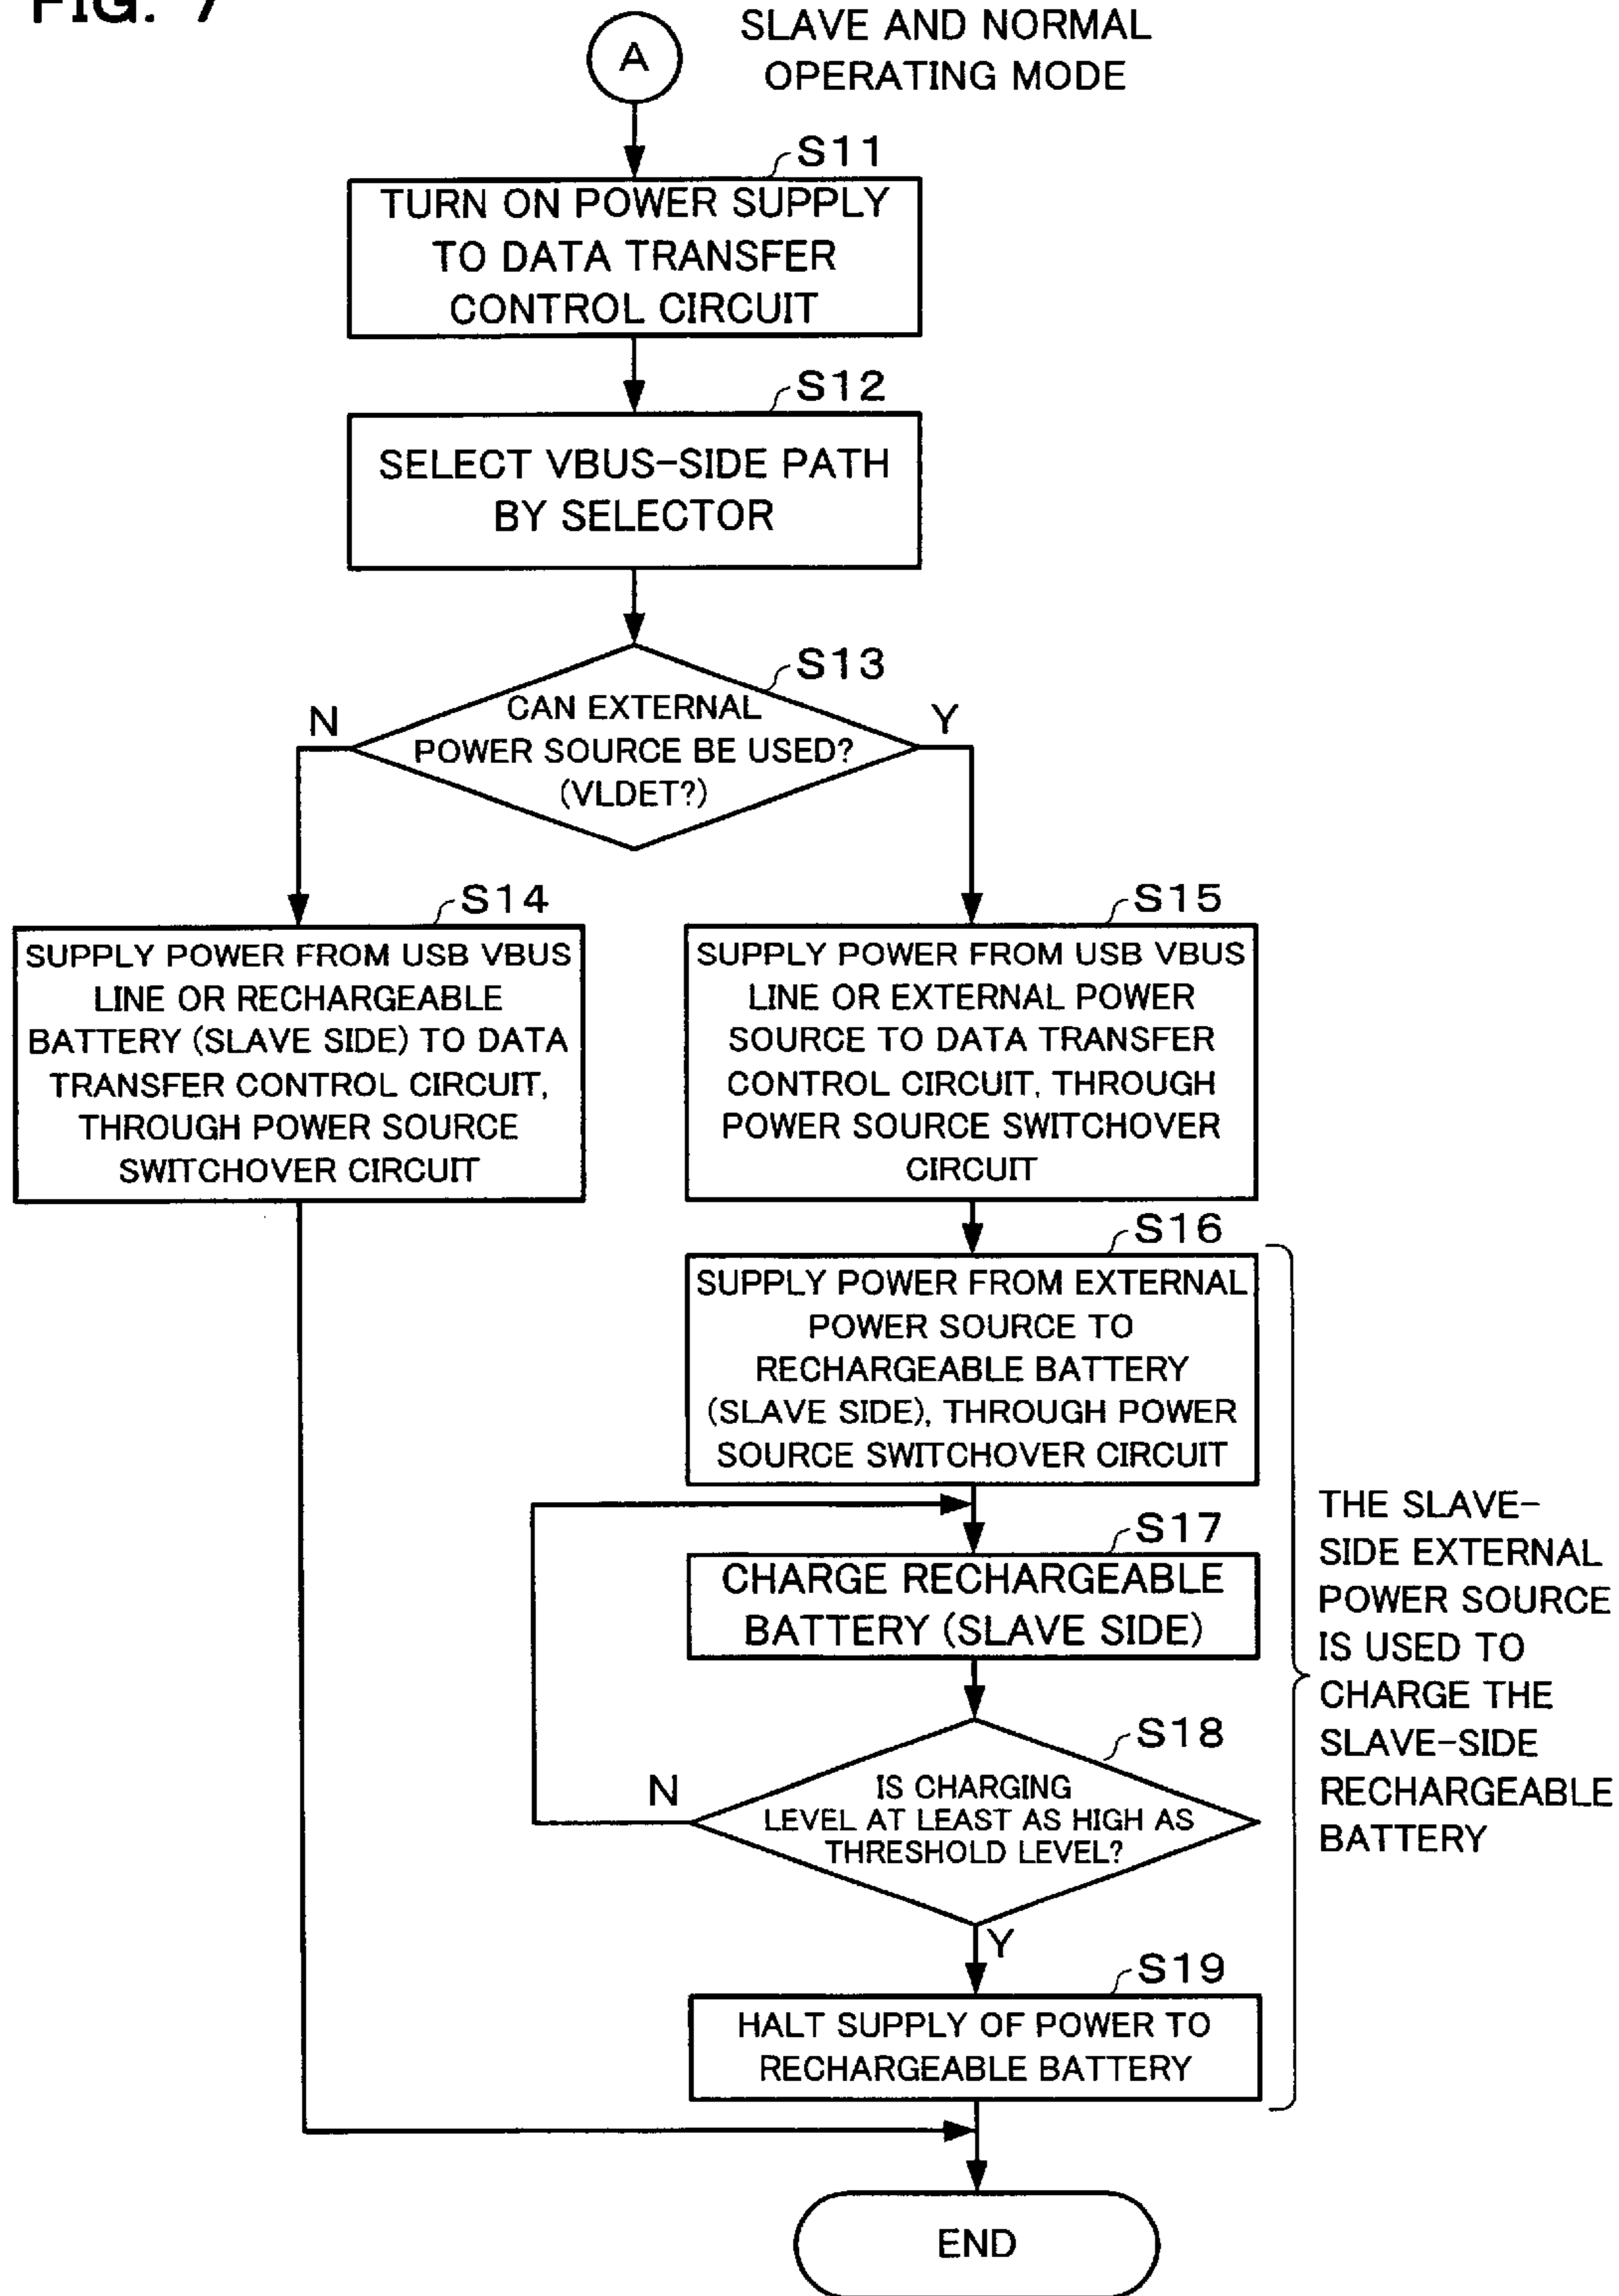 FIG. 7
A
SLAVE AND NORMAL
OPERATING MODE
S11
TURN ON POWER SUPPLY
TO DATA TRANSFER
CONTROL CIRCUIT
S12
SELECT VBUS-SIDE PATH
BY SELECTOR
S13
CAN EXTERNAL
POWER SOURCE BE USED?
(VLDET?)
N
Y
S14
SUPPLY POWER FROM USB VBUS
LINE OR RECHARGEABLE
BATTERY (SLAVE SIDE) TO DATA
TRANSFER CONTROL CIRCUIT,
THROUGH POWER SOURCE
SWITCHOVER CIRCUIT
S15
SUPPLY POWER FROM USB VBUS
LINE OR EXTERNAL POWER
SOURCE TO DATA TRANSFER
CONTROL CIRCUIT, THROUGH
POWER SOURCE SWITCHOVER
CIRCUIT
S16
SUPPLY POWER FROM EXTERNAL
POWER SOURCE TO
RECHARGEABLE BATTERY
(SLAVE SIDE), THROUGH POWER
SOURCE SWITCHOVER CIRCUIT
S17
CHARGE RECHARGEABLE
BATTERY (SLAVE SIDE)
S18
IS CHARGING
LEVEL AT LEAST AS HIGH AS
THRESHOLD LEVEL?
N
Y
S19
HALT SUPPLY OF POWER TO
RECHARGEABLE BATTERY
THE SLAVE-
SIDE EXTERNAL
POWER SOURCE
IS USED TO
CHARGE THE
SLAVE-SIDE
RECHARGEABLE
BATTERY
END